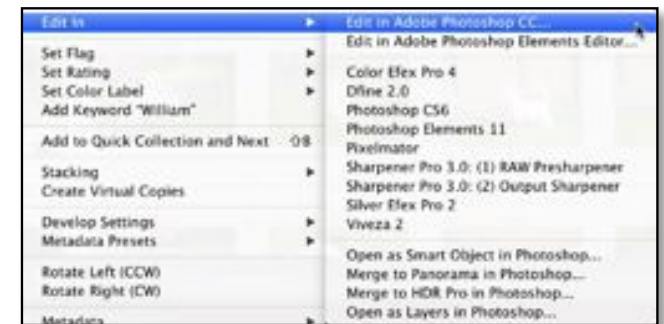 Edit In
Set Flag
Set Rating
Set Color Label
Add Keyword "William"
Add to Quick Collection and Next ⇧B
Stacking
Create Virtual Copies
Develop Settings
Metadata Presets
Rotate Left (CCW)
Rotate Right (CW)
Metadata
Edit in Adobe Photoshop CC...
Edit in Adobe Photoshop Elements Editor...
Color Efex Pro 4
Dfine 2.0
Photoshop CS6
Photoshop Elements 11
Pixelmator
Sharpener Pro 3.0: (1) RAW Presharpener
Sharpener Pro 3.0: (2) Output Sharpener
Silver Efex Pro 2
Viveza 2
Open as Smart Object in Photoshop...
Merge to Panorama in Photoshop...
Merge to HDR Pro in Photoshop...
Open as Layers in Photoshop...